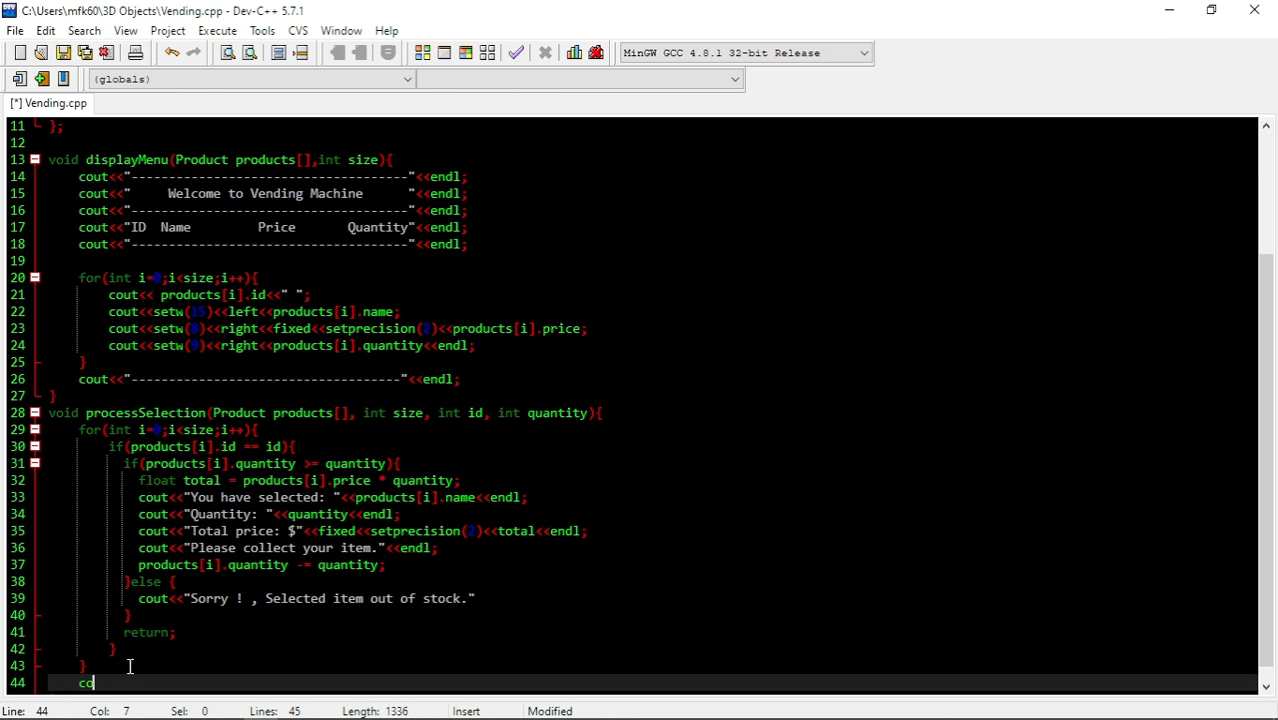 C:\Users\mfk60\3D Objects\Vending.cpp - Dev-C++ 5.7.1
File Edit Search View Project Execute Tools CVS Window Help
MinGW GCC 4.8.1 32-bit Release
(globals)
[*] Vending.cpp
11 };
12
13 void displayMenu(Product products[],int size){
14 cout<<"-------------------------------------"<<endl;
15 cout<<"     Welcome to Vending Machine      "<<endl;
16 cout<<"-------------------------------------"<<endl;
17 cout<<"ID  Name         Price       Quantity"<<endl;
18 cout<<"-------------------------------------"<<endl;
19
20 for(int i=0;i<size;i++){
21 cout<< products[i].id<<" ";
22 cout<<setw(15)<<left<<products[i].name;
23 cout<<setw(8)<<right<<fixed<<setprecision(2)<<products[i].price;
24 cout<<setw(9)<<right<<products[i].quantity<<endl;
25 }
26 cout<<"------------------------------------"<<endl;
27 }
28 void processSelection(Product products[], int size, int id, int quantity){
29 for(int i=0;i<size;i++){
30 if(products[i].id == id){
31 if(products[i].quantity >= quantity){
32 float total = products[i].price * quantity;
33 cout<<"You have selected: "<<products[i].name<<endl;
34 cout<<"Quantity: "<<quantity<<endl;
35 cout<<"Total price: $"<<fixed<<setprecision(2)<<total<<endl;
36 cout<<"Please collect your item."<<endl;
37 products[i].quantity -= quantity;
38 }else {
39 cout<<"Sorry ! , Selected item out of stock."
40 }
41 return;
42 }
43 }
44 co
Line: 44 Col: 7 Sel: 0 Lines: 45 Length: 1336 Insert Modified